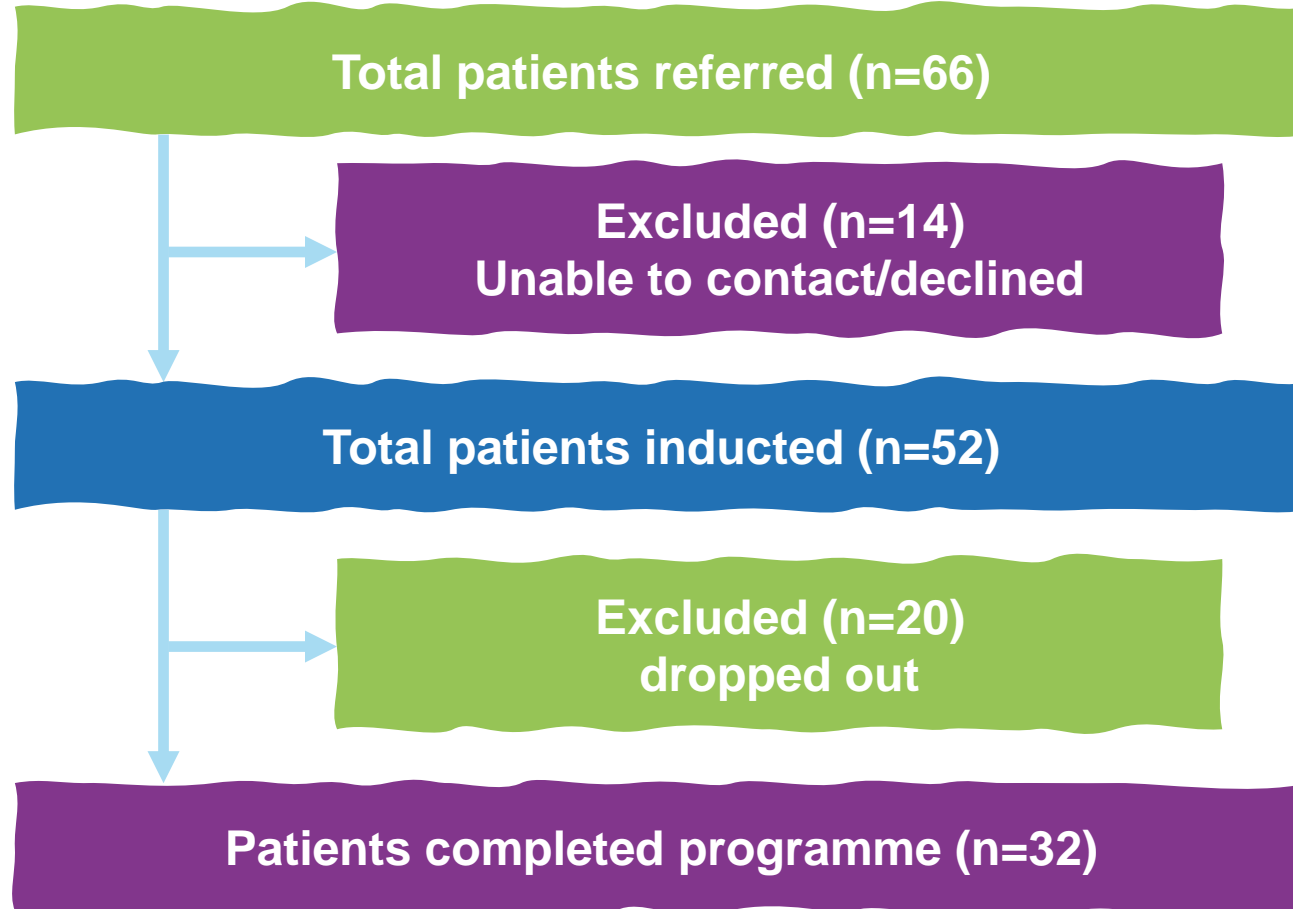 Total patients referred (n=66)
Excluded (n=14)
Unable to contact/declined
Total patients inducted (n=52)
Excluded (n=20)
dropped out
Patients completed programme (n=32)